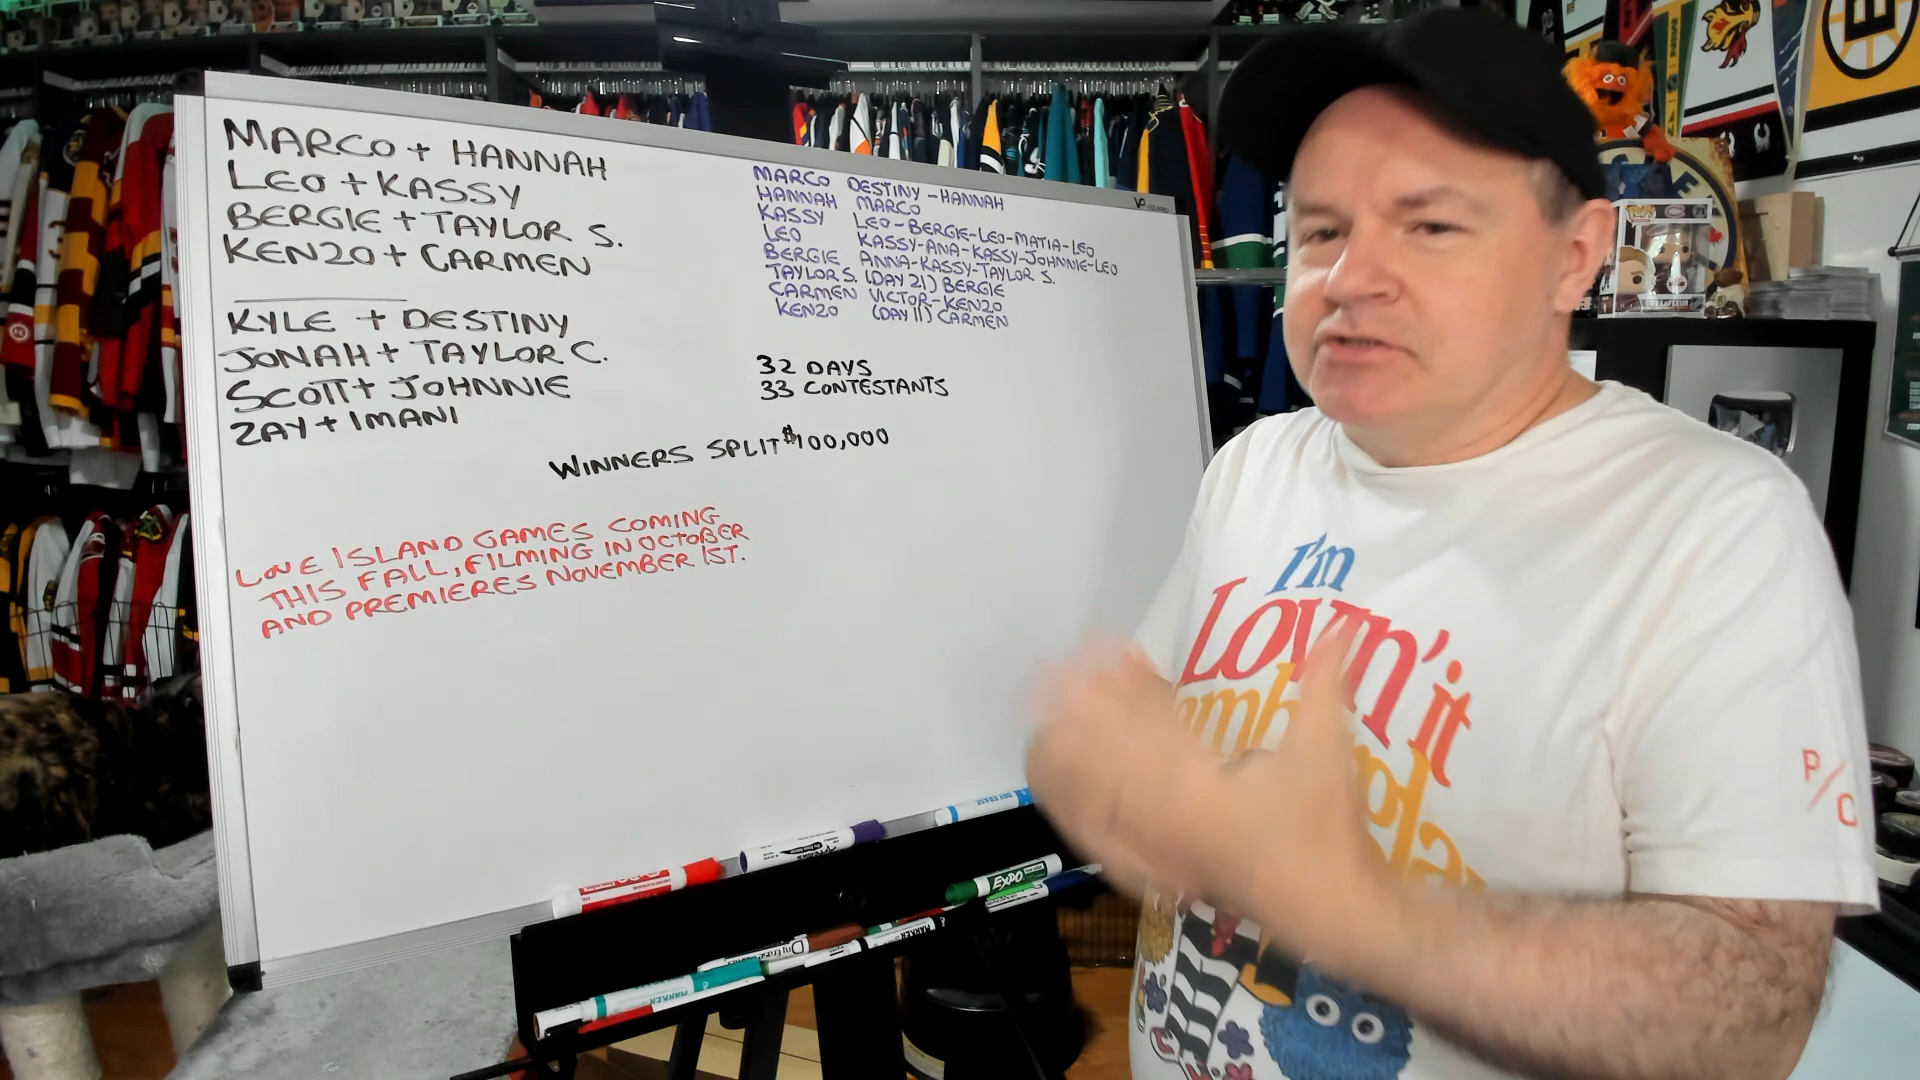 MARCO + HANNAH
LEO + KASSY
BERGIE + TAYLOR S.
KENZO + CARMEN
KYLE + DESTINY
JONAH + TAYLOR C.
SCOTT + JOHNNIE
ZAY + IMANI
MARCO DESTINY - HANNAH
HANNAH MARCO
KASSY LEO - BERGIE - LEO - MATIA - LEO
LEO KASSY - ANA - KASSY - JOHNNIE - LEO
BERGIE ANNA - KASSY - TAYLOR S.
TAYLOR S. (DAY 21) BERGIE
CARMEN VICTOR - KENZO
KENZO (DAY 11) CARMEN
32 DAYS
33 CONTESTANTS
WINNERS SPLIT $100,000
LOVE ISLAND GAMES COMING
THIS FALL, FILMING IN OCTOBER
AND PREMIERES NOVEMBER 1ST.
I'm
Lovin' it
P/C
EXPO
MARKER